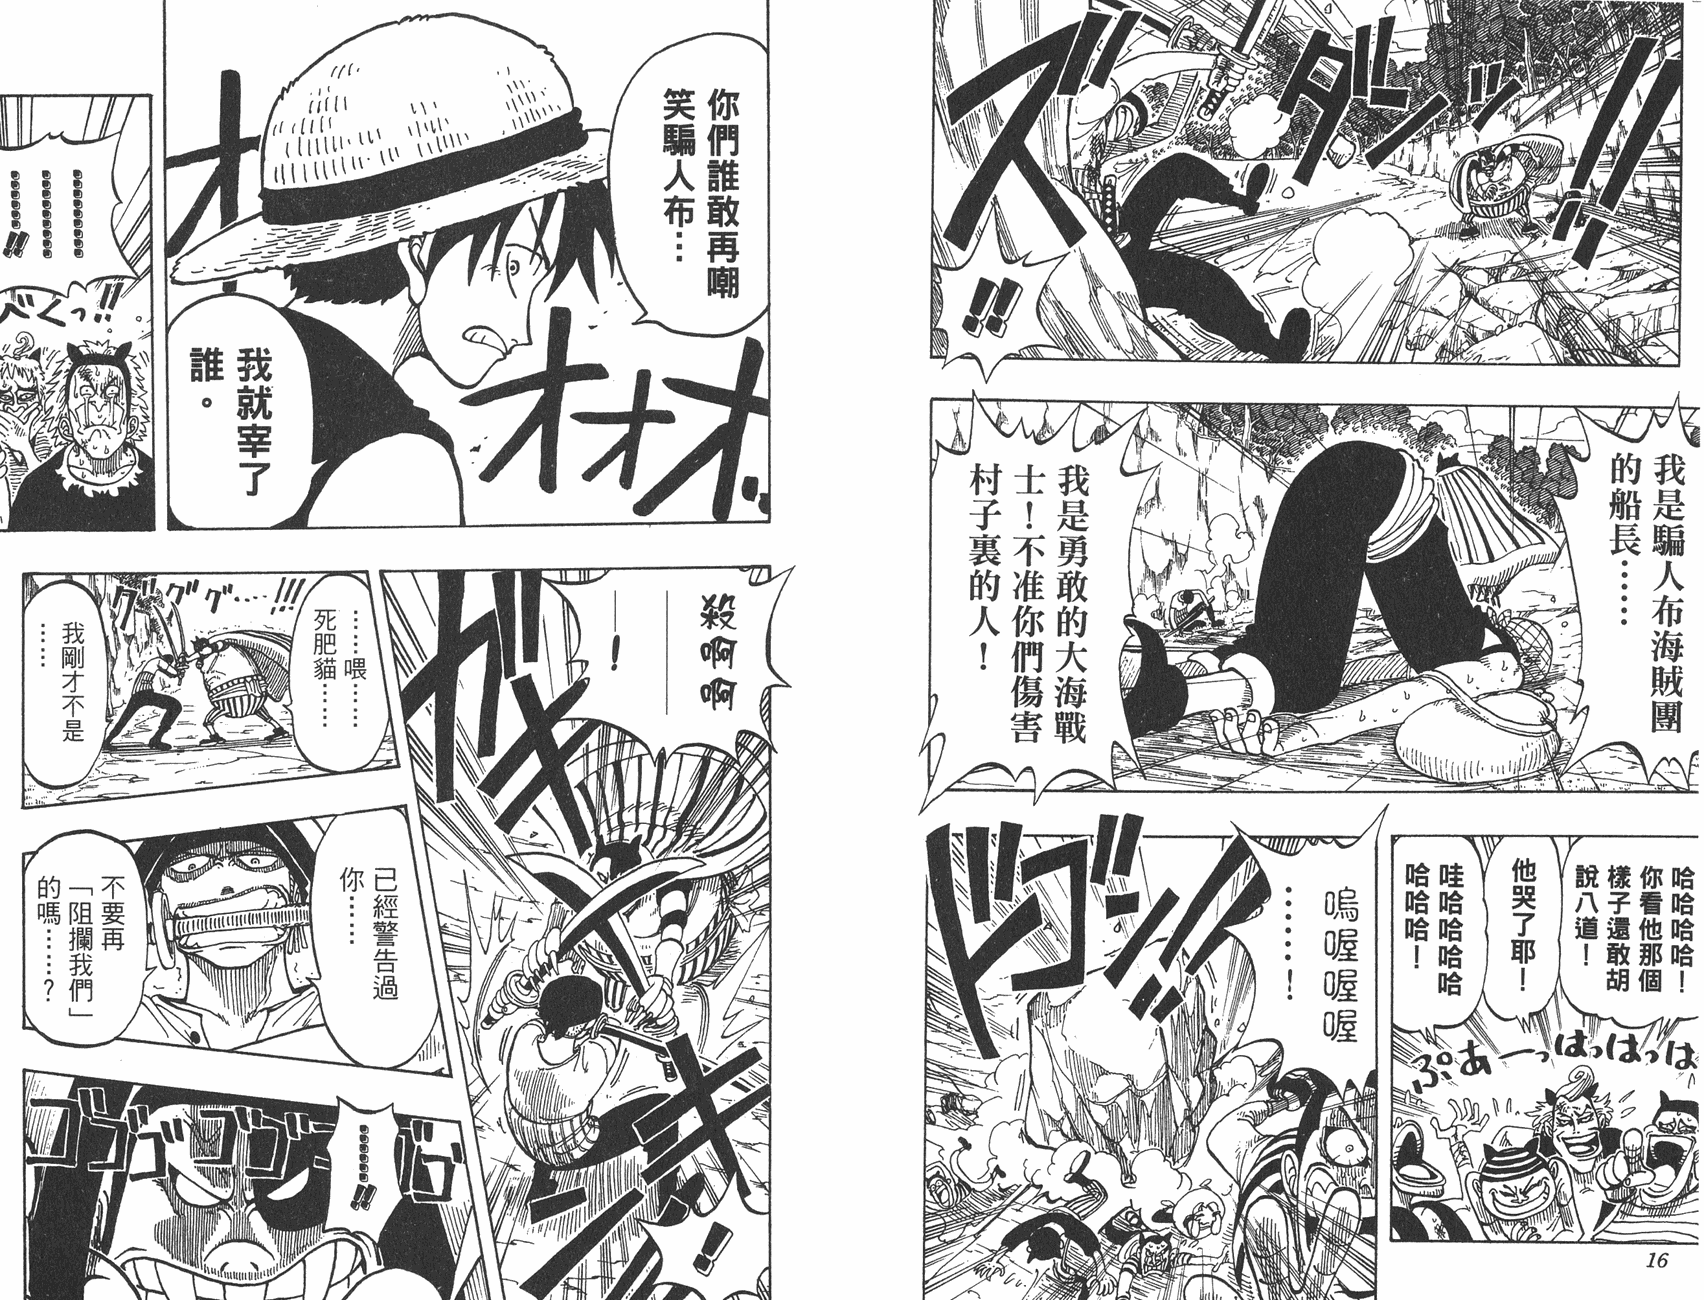 ズダンッ!!
!!
我是騙人布海賊團
的船長……
我是勇敢的大海戰
士！不准你們傷害
村子裏的人！
哈哈哈哈！
你看他那個
樣子還敢胡
說八道！
他哭了耶！
哇哈哈哈哈
哈哈哈！
ぷあーっはっはっは
嗚喔喔喔
……！
ドゴン!!
16
你們誰敢再嘲
笑騙人布…
我就宰了
誰。
オオオオ
!!
びくっ!!
殺啊啊
——！
ガキィン
!!
……喂……
死肥貓……
我剛才不是
……
グググ…!!!
已經警告過
你……
不要再
「阻攔我們」
的嗎……?
!!
ゴゴゴゴ